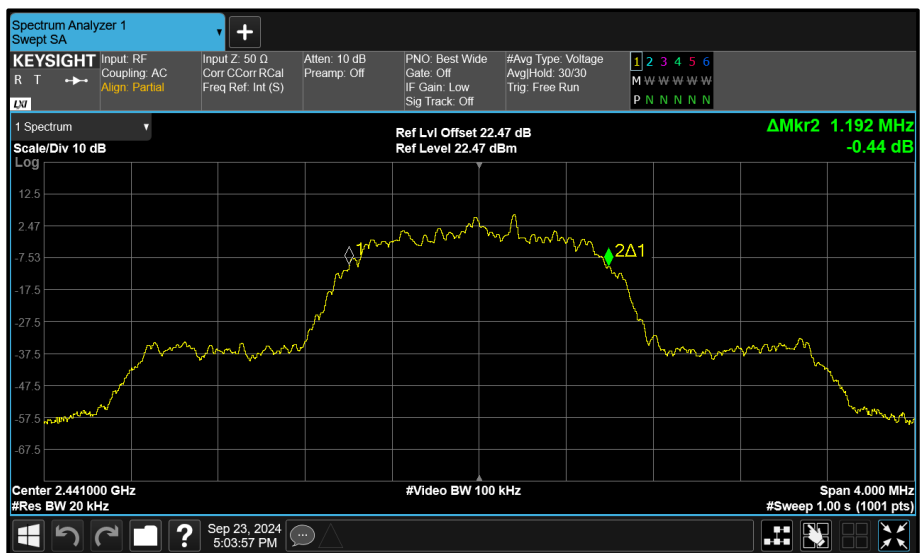 Spectrum Analyzer 1
Swept SA
KEYSIGHT
R T
LXI
Input: RF
Coupling: AC
Align: Partial
Input Z: 50 Ω
Corr CCorr RCal
Freq Ref: Int (S)
Atten: 10 dB
Preamp: Off
PNO: Best Wide
Gate: Off
IF Gain: Low
Sig Track: Off
#Avg Type: Voltage
Avg|Hold: 30/30
Trig: Free Run
1 2 3 4 5 6
M W W W W W
P N N N N N
1 Spectrum
Scale/Div 10 dB
Log
Ref Lvl Offset 22.47 dB
Ref Level 22.47 dBm
ΔMkr2 1.192 MHz
-0.44 dB
12.5
2.47
-7.53
-17.5
-27.5
-37.5
-47.5
-57.5
-67.5
1
2Δ1
Center 2.441000 GHz
#Res BW 20 kHz
#Video BW 100 kHz
Span 4.000 MHz
#Sweep 1.00 s (1001 pts)
?
Sep 23, 2024
5:03:57 PM